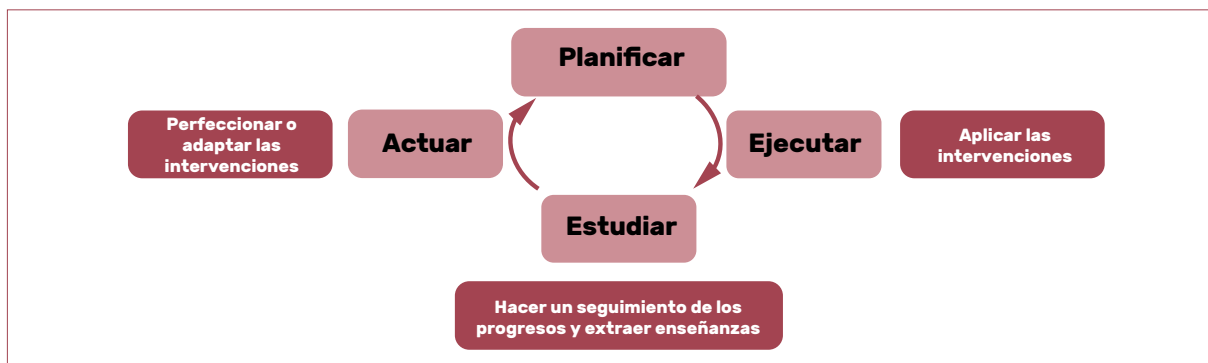 Planificar
Perfeccionar o
adaptar las
intervenciones
Actuar
Ejecutar
Aplicar las
intervenciones
Estudiar
Hacer un seguimiento de los
progresos y extraer enseñanzas